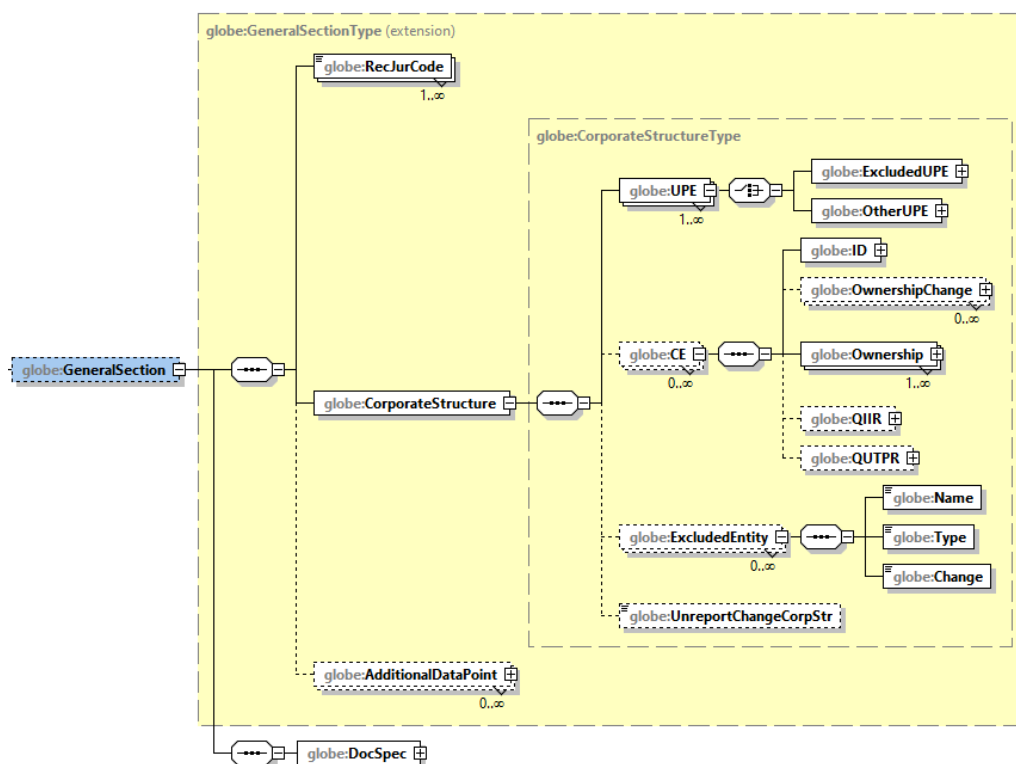 globe:GeneralSectionType (extension)
globe:RecJurCode
1..∞
globe:CorporateStructureType
globe:UPE
1..∞
globe:ExcludedUPE
globe:OtherUPE
globe:ID
globe:OwnershipChange
0..∞
globe:CE
0..∞
globe:Ownership
1..∞
globe:GeneralSection
globe:CorporateStructure
globe:QIIR
globe:QUTPR
globe:Name
globe:ExcludedEntity
0..∞
globe:Type
globe:Change
globe:UnreportChangeCorpStr
globe:AdditionalDataPoint
0..∞
globe:DocSpec